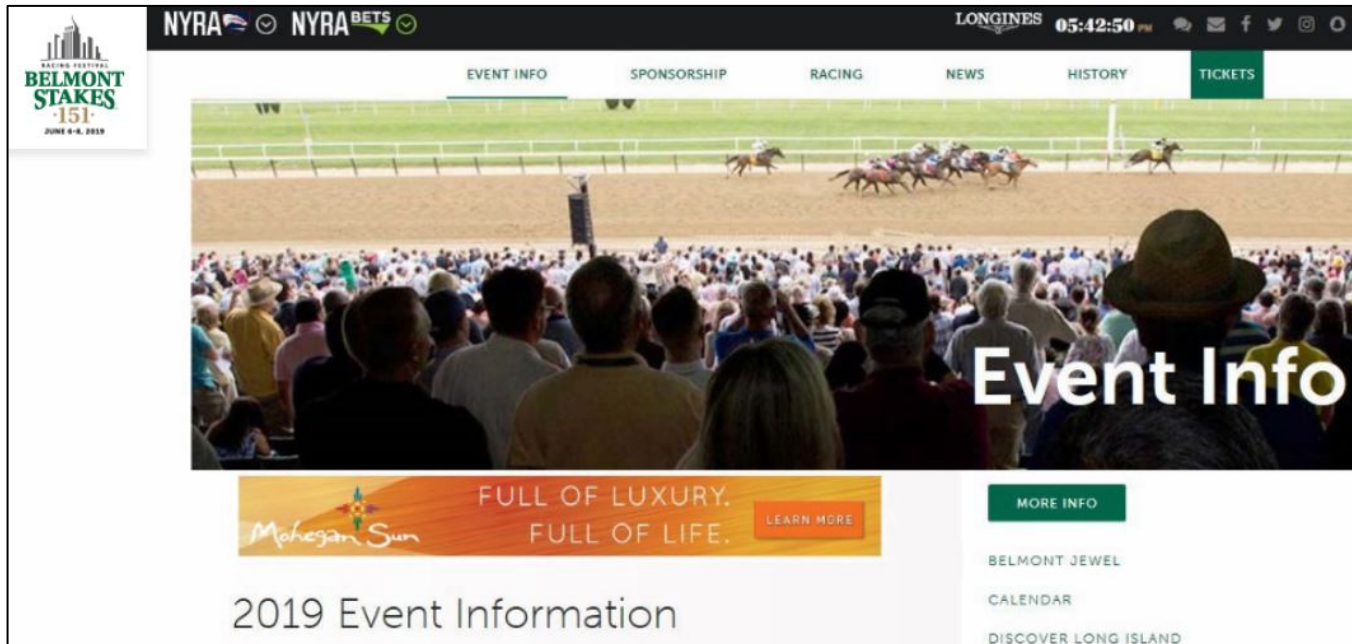 NYRA NYRA BETS
LONGINES 05:42:50 PM
RACING FESTIVAL
BELMONT
STAKES
·151·
JUNE 6-8, 2019
EVENT INFO SPONSORSHIP RACING NEWS HISTORY TICKETS
Event Info
Mohegan Sun
FULL OF LUXURY.
FULL OF LIFE.
LEARN MORE
2019 Event Information
MORE INFO
BELMONT JEWEL
CALENDAR
DISCOVER LONG ISLAND